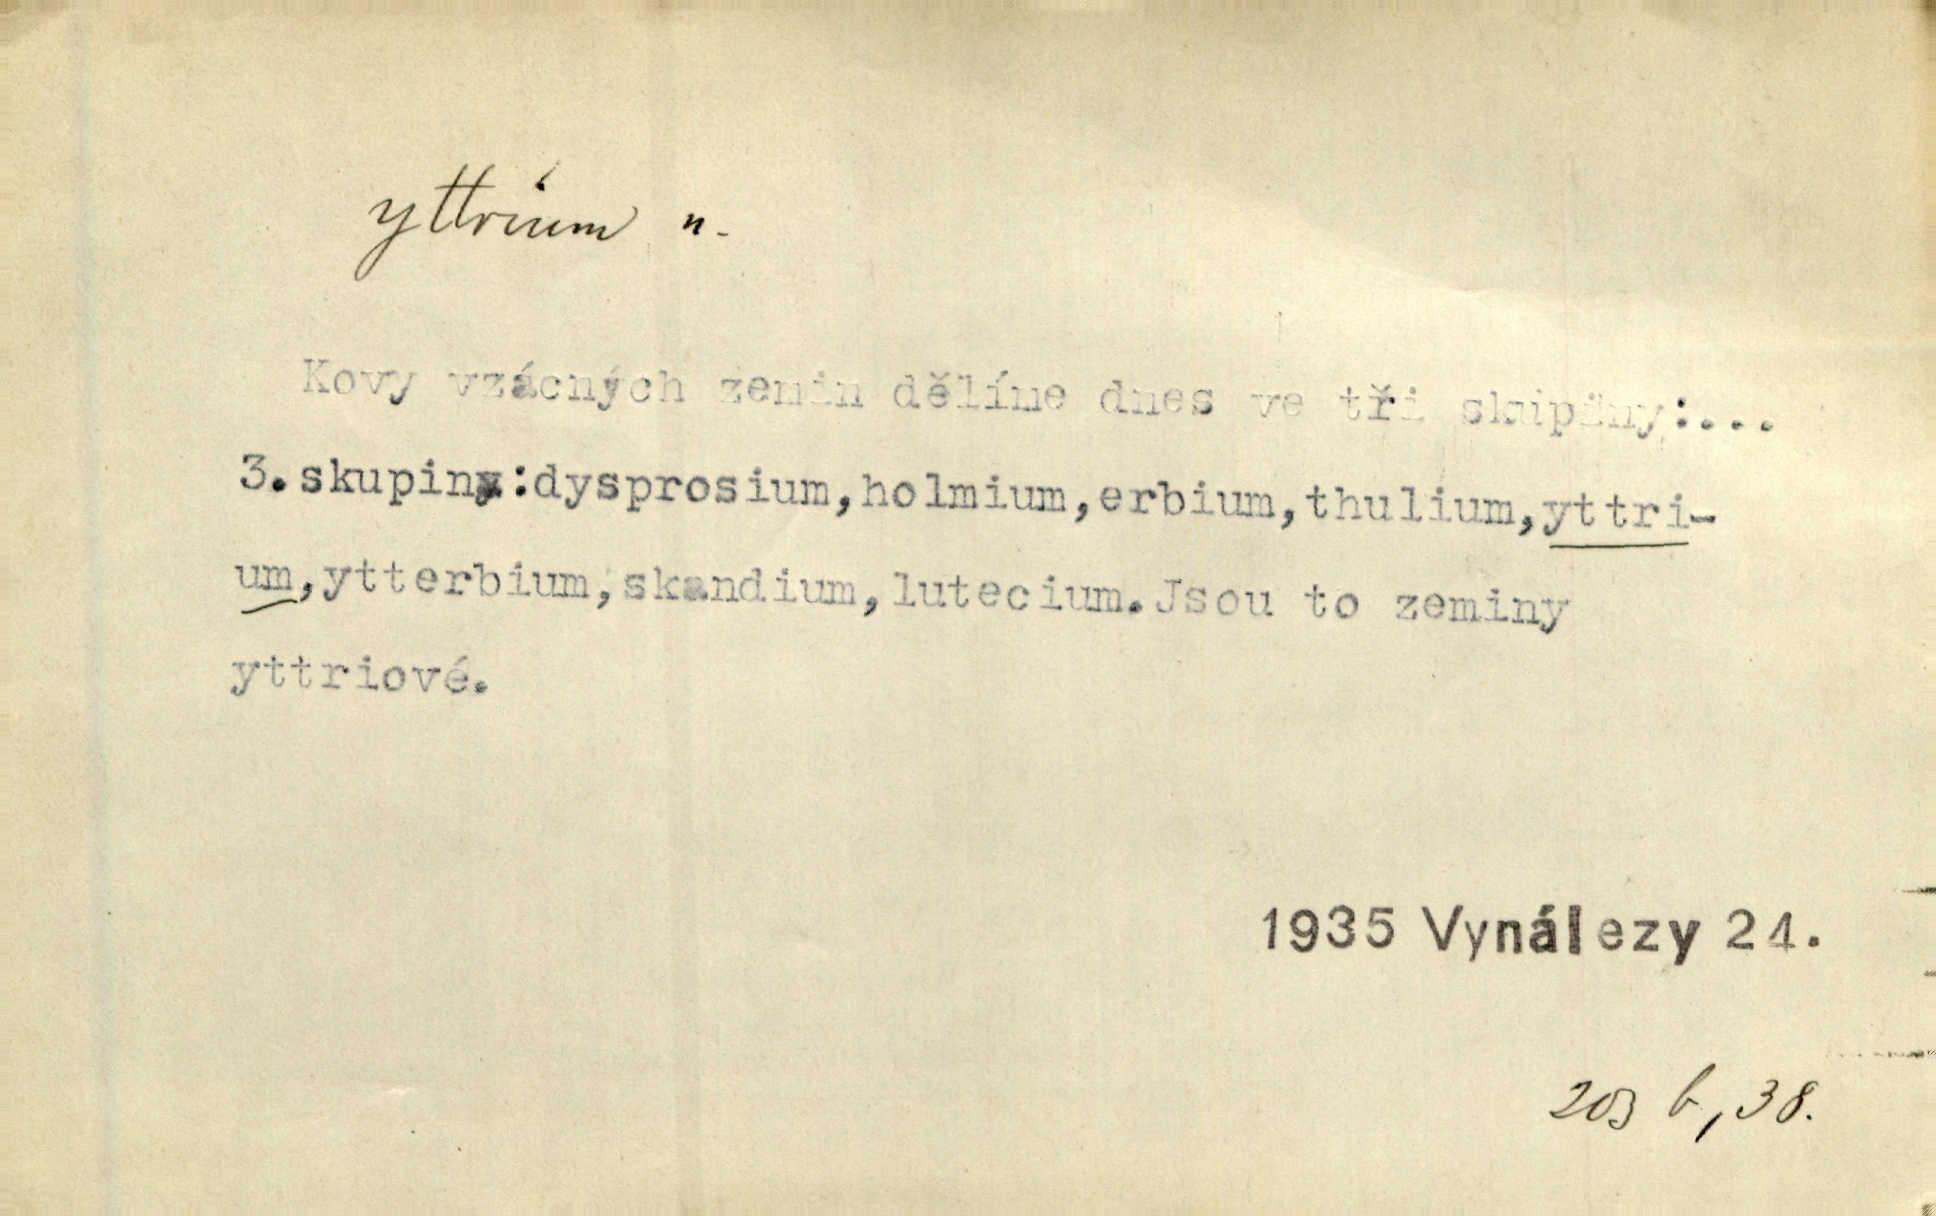 yttrium n.
Kovy vzácných zemin dělíme dnes ve tři skupiny:...
3.skupiny:dysprosium,holmium,erbium,thulium,yttri-
um,ytterbium,skandium,lutecium.Jsou to zeminy
yttriové.
1935 Vynálezy 24.
203 b, 38.